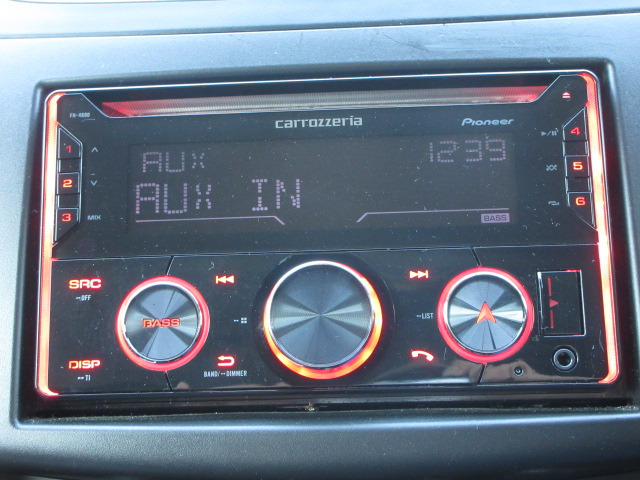 FH-4600
carrozzeria
Pioneer
1
2
3
MIX
4
5
6
AUX
12:39
AUX IN
BASS
SRC
OFF
DISP
TI
BASS
BAND/ DIMMER
LIST